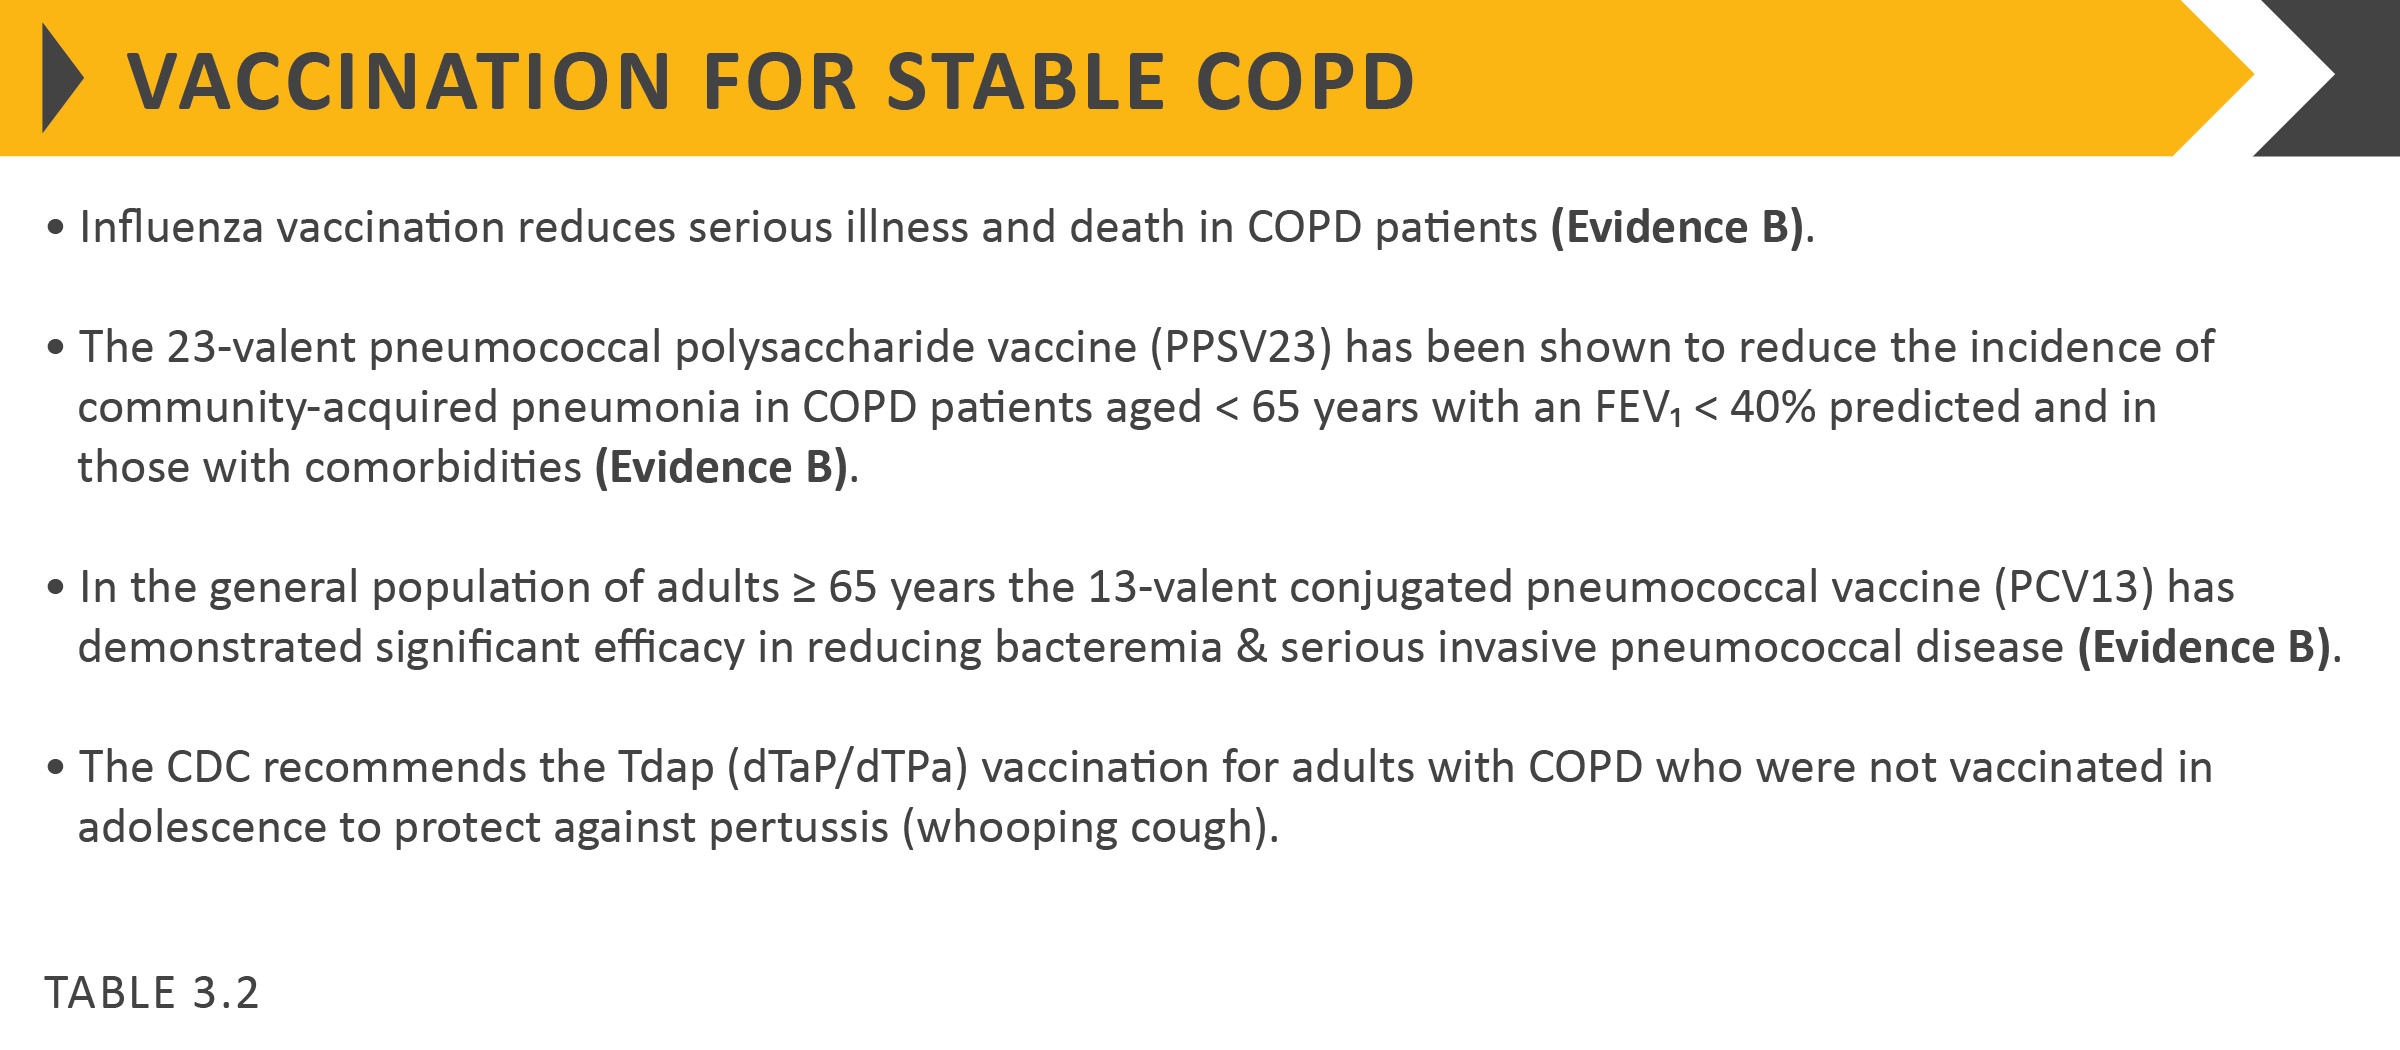 VACCINATION FOR STABLE COPD
• Influenza vaccination reduces serious illness and death in COPD patients (Evidence B).
• The 23-valent pneumococcal polysaccharide vaccine (PPSV23) has been shown to reduce the incidence of
community-acquired pneumonia in COPD patients aged < 65 years with an FEV₁ < 40% predicted and in
those with comorbidities (Evidence B).
• In the general population of adults ≥ 65 years the 13-valent conjugated pneumococcal vaccine (PCV13) has
demonstrated significant efficacy in reducing bacteremia & serious invasive pneumococcal disease (Evidence B).
• The CDC recommends the Tdap (dTaP/dTPa) vaccination for adults with COPD who were not vaccinated in
adolescence to protect against pertussis (whooping cough).
TABLE 3.2